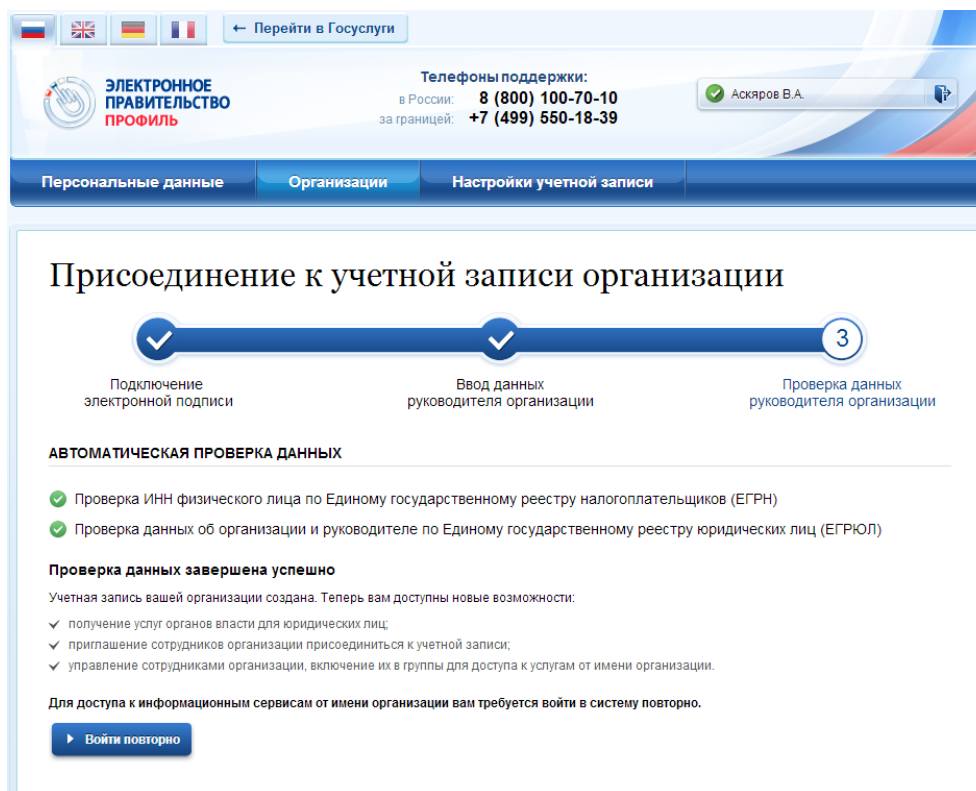 ← Перейти в Госуслуги
ЭЛЕКТРОННОЕ
ПРАВИТЕЛЬСТВО
ПРОФИЛЬ
Телефоны поддержки:
в России: 8 (800) 100-70-10
за границей: +7 (499) 550-18-39
Аскяров В.А.
Персональные данные Организации Настройки учетной записи
Присоединение к учетной записи организации
3
Подключение
электронной подписи
Ввод данных
руководителя организации
Проверка данных
руководителя организации
АВТОМАТИЧЕСКАЯ ПРОВЕРКА ДАННЫХ
Проверка ИНН физического лица по Единому государственному реестру налогоплательщиков (ЕГРН)
Проверка данных об организации и руководителе по Единому государственному реестру юридических лиц (ЕГРЮЛ)
Проверка данных завершена успешно
Учетная запись вашей организации создана. Теперь вам доступны новые возможности:
получение услуг органов власти для юридических лиц;
приглашение сотрудников организации присоединиться к учетной записи;
управление сотрудниками организации, включение их в группы для доступа к услугам от имени организации.
Для доступа к информационным сервисам от имени организации вам требуется войти в систему повторно.
Войти повторно